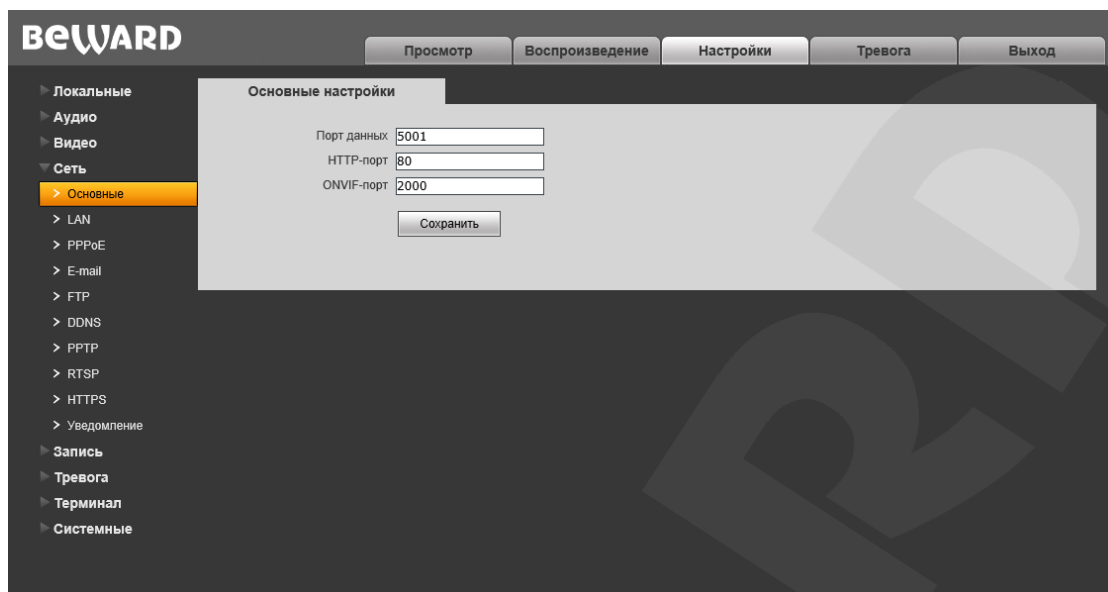 BEWARD
Просмотр
Воспроизведение
Настройки
Тревога
Выход
Локальные
Аудио
Видео
Сеть
Основные
LAN
PPPoE
E-mail
FTP
DDNS
PPTP
RTSP
HTTPS
Уведомление
Запись
Тревога
Терминал
Системные
Основные настройки
Порт данных 5001
HTTP-порт 80
ONVIF-порт 2000
Сохранить
RD